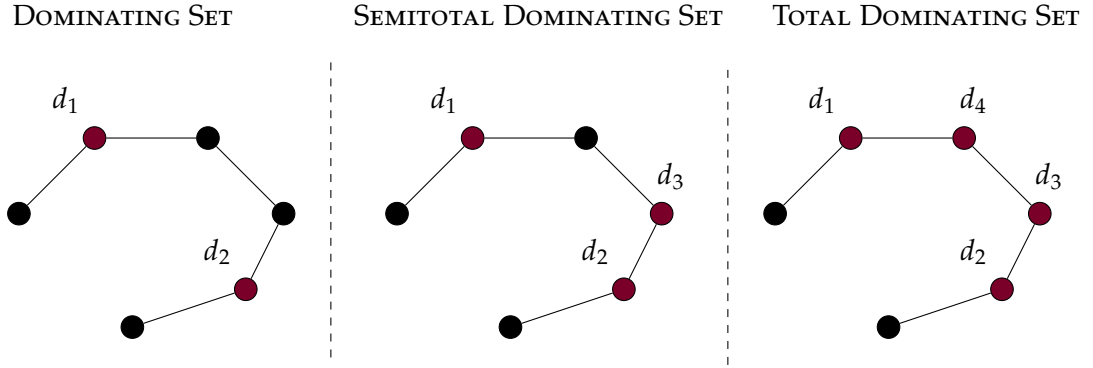 Dominating Set
Semitotal Dominating Set
Total Dominating Set
d1
d2
d1
d3
d2
d1
d4
d3
d2